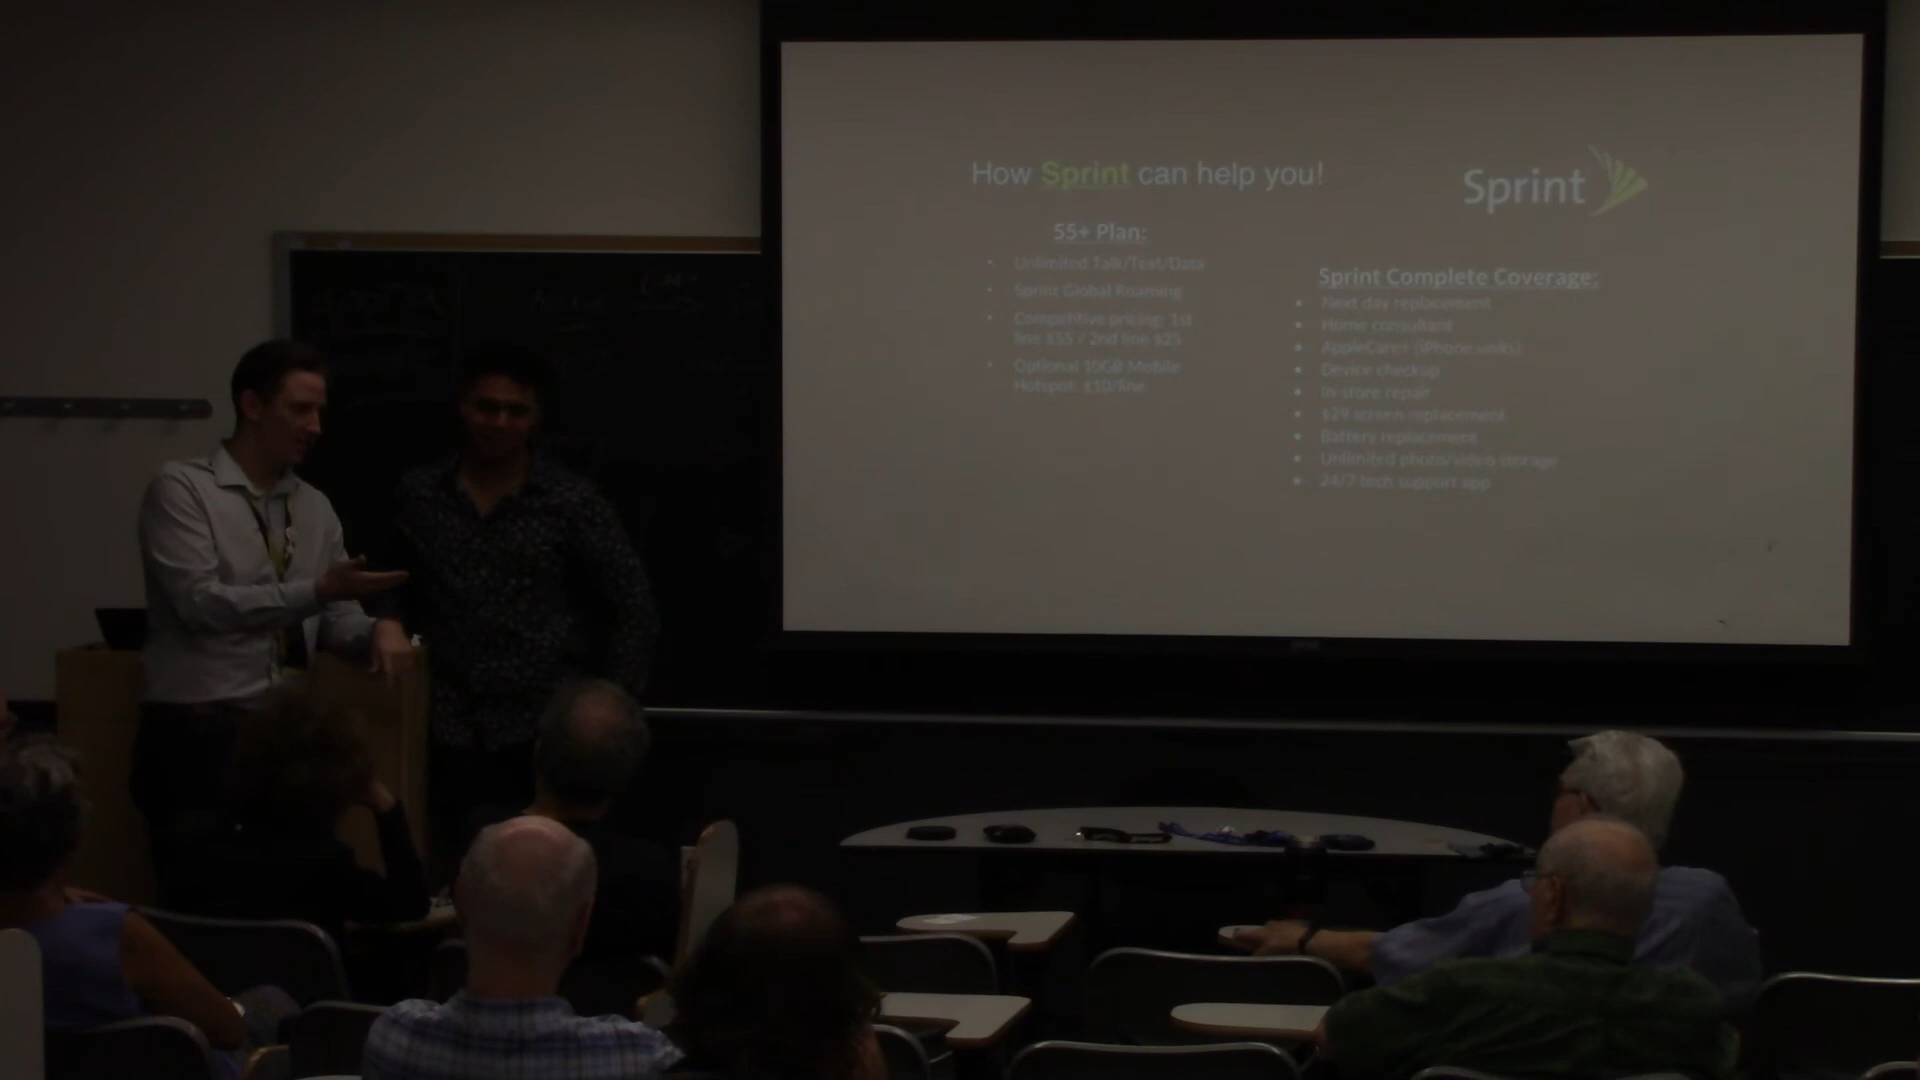 How Sprint can help you!
Sprint
55+ Plan:
Unlimited Talk/Text/Data
Sprint Global Roaming
Competitive pricing: 1st
line $55 / 2nd line $25
Optional 10GB Mobile
Hotspot: $10/line
Sprint Complete Coverage:
Next day replacement
Home consultant
AppleCare+ (iPhone units)
Device checkup
In-store repair
$29 screen replacement
Battery replacement
Unlimited photo/video storage
24/7 tech support app